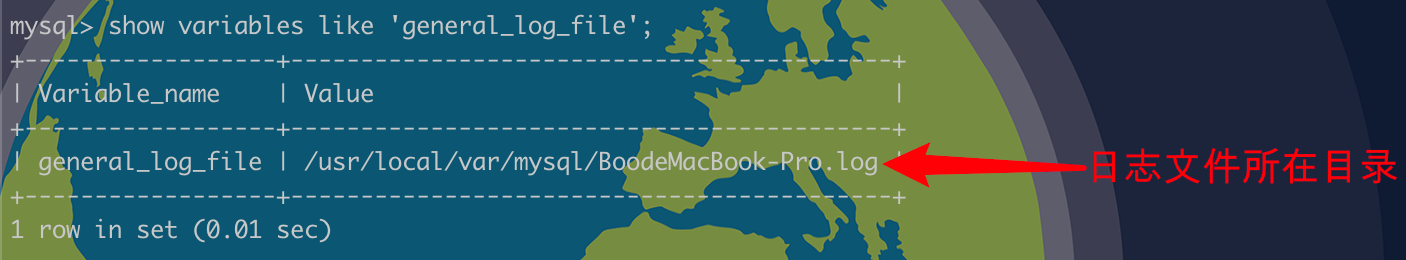 mysql> show variables like 'general_log_file';
+------------------+----------------------------------------+
| Variable_name    | Value                                  |
+------------------+----------------------------------------+
| general_log_file | /usr/local/var/mysql/BoodeMacBook-Pro.log | 日志文件所在目录
+------------------+----------------------------------------+
1 row in set (0.01 sec)